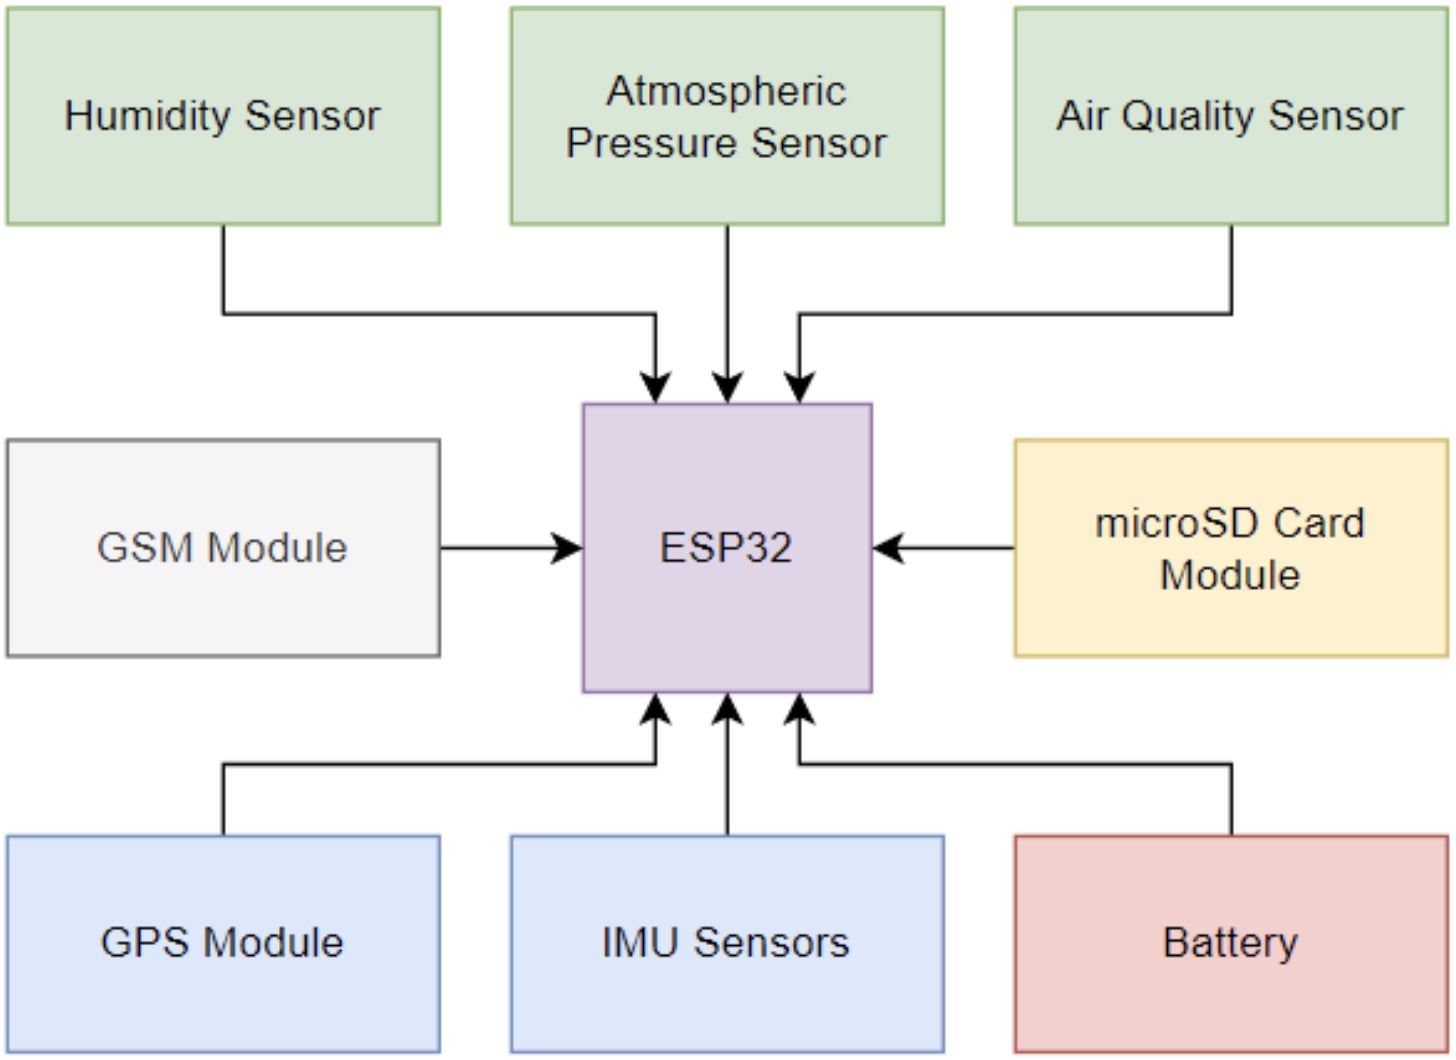 Humidity Sensor
Atmospheric
Pressure Sensor
Air Quality Sensor
GSM Module
ESP32
microSD Card
Module
GPS Module
IMU Sensors
Battery